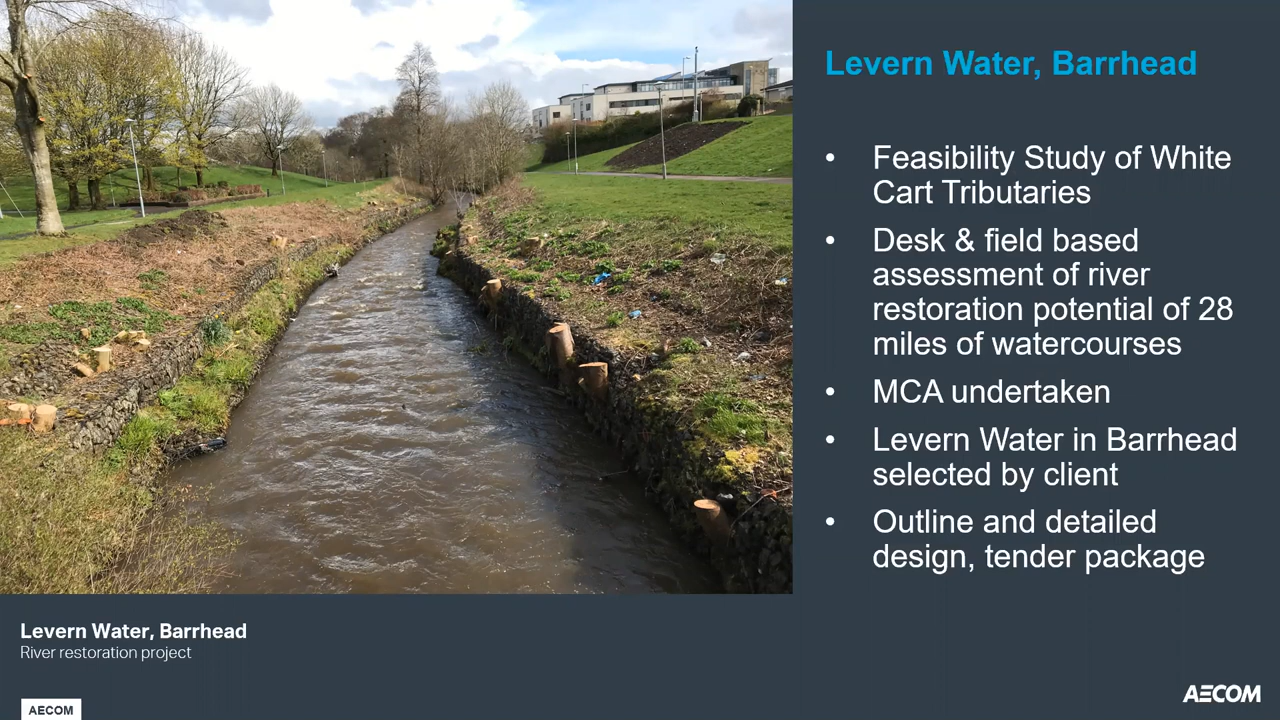 Levern Water, Barrhead
• Feasibility Study of White
Cart Tributaries
• Desk & field based
assessment of river
restoration potential of 28
miles of watercourses
• MCA undertaken
• Levern Water in Barrhead
selected by client
• Outline and detailed
design, tender package
Levern Water, Barrhead
River restoration project
AECOM
AECOM